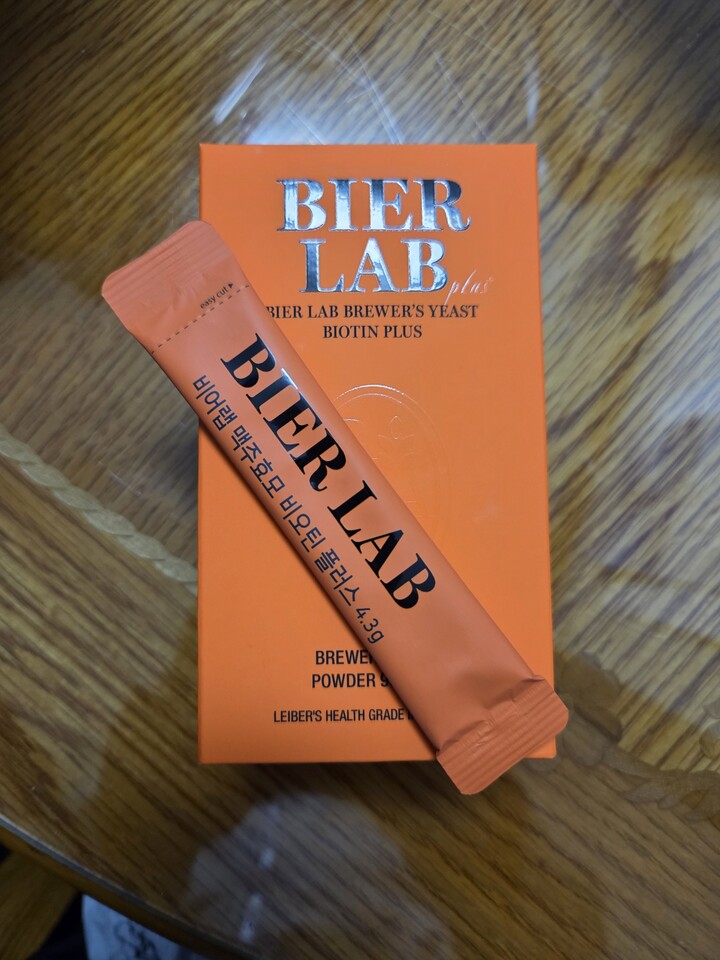 BIER
LAB
plus
BIER LAB BREWER'S YEAST
BIOTIN PLUS
easy cut
BIER LAB
비어랩 맥주효모 비오틴 플러스 4.3g
POWDER
LEIBER'S HEALTH GRADE